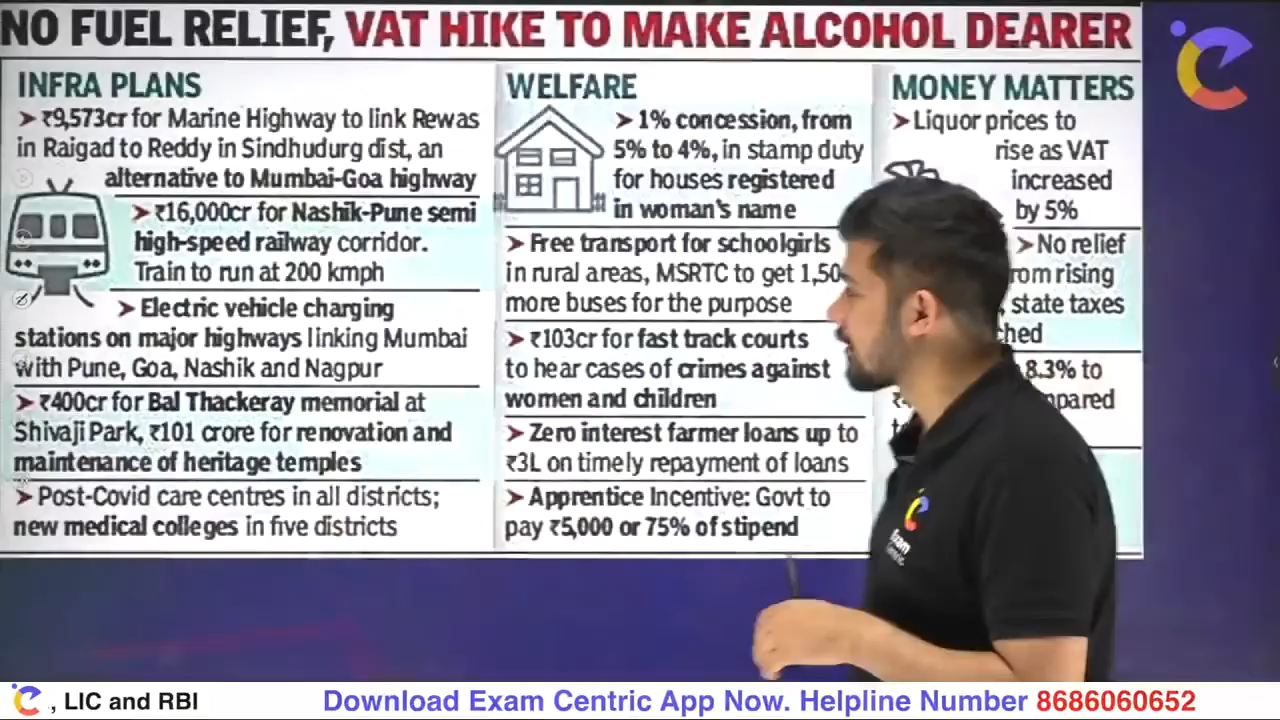 NO FUEL RELIEF, VAT HIKE TO MAKE ALCOHOL DEARER
INFRA PLANS
➤ ₹9,573cr for Marine Highway to link Rewas
in Raigad to Reddy in Sindhudurg dist, an
alternative to Mumbai-Goa highway
➤ ₹16,000cr for Nashik-Pune semi
high-speed railway corridor.
Train to run at 200 kmph
➤ Electric vehicle charging
stations on major highways linking Mumbai
with Pune, Goa, Nashik and Nagpur
➤ ₹400cr for Bal Thackeray memorial at
Shivaji Park, ₹101 crore for renovation and
maintenance of heritage temples
➤ Post-Covid care centres in all districts;
new medical colleges in five districts
WELFARE
➤ 1% concession, from
5% to 4%, in stamp duty
for houses registered
in woman's name
➤ Free transport for schoolgirls
in rural areas, MSRTC to get
more buses for the purpose
➤ ₹103cr for fast track courts
to hear cases of crimes against
women and children
➤ Zero interest farmer loans up to
₹3L on timely repayment of loans
➤ Apprentice Incentive: Govt to
pay ₹5,000 or 75% of stipend
MONEY MATTERS
➤ Liquor prices to
rise as VAT
increased
by 5%
➤ No relief
rising
state taxes
8.3% to
, LIC and RBI
Download Exam Centric App Now. Helpline Number 8686060652